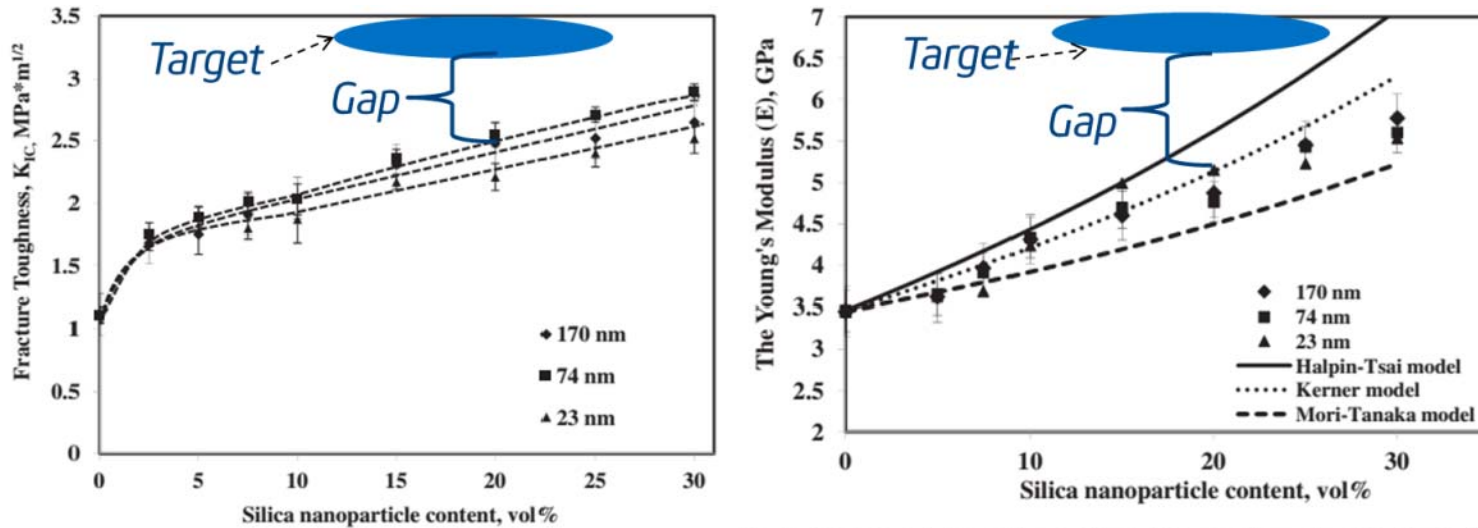 Fracture Toughness, K_IC, MPa*m^1/2
3.5
3
2.5
2
1.5
1
0.5
0
0
5
10
15
20
25
30
Silica nanoparticle content, vol%
Target
Gap
170 nm
74 nm
23 nm
The Young's Modulus (E), GPa
7
6.5
6
5.5
5
4.5
4
3.5
3
2.5
2
0
10
20
30
Silica nanoparticle content, vol%
Target
Gap
170 nm
74 nm
23 nm
Halpin-Tsai model
Kerner model
Mori-Tanaka model